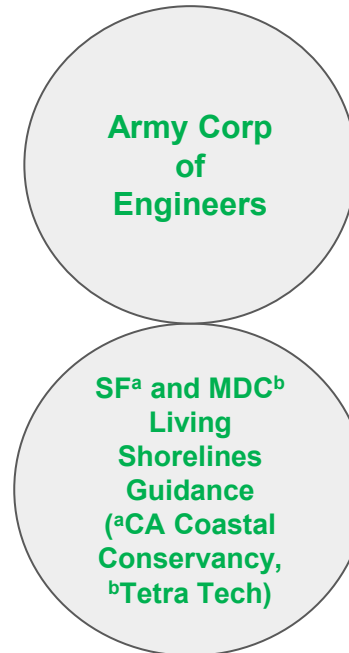 Army Corp
of
Engineers
SFᵃ and MDCᵇ
Living
Shorelines
Guidance
(ᵃCA Coastal
Conservancy,
ᵇTetra Tech)